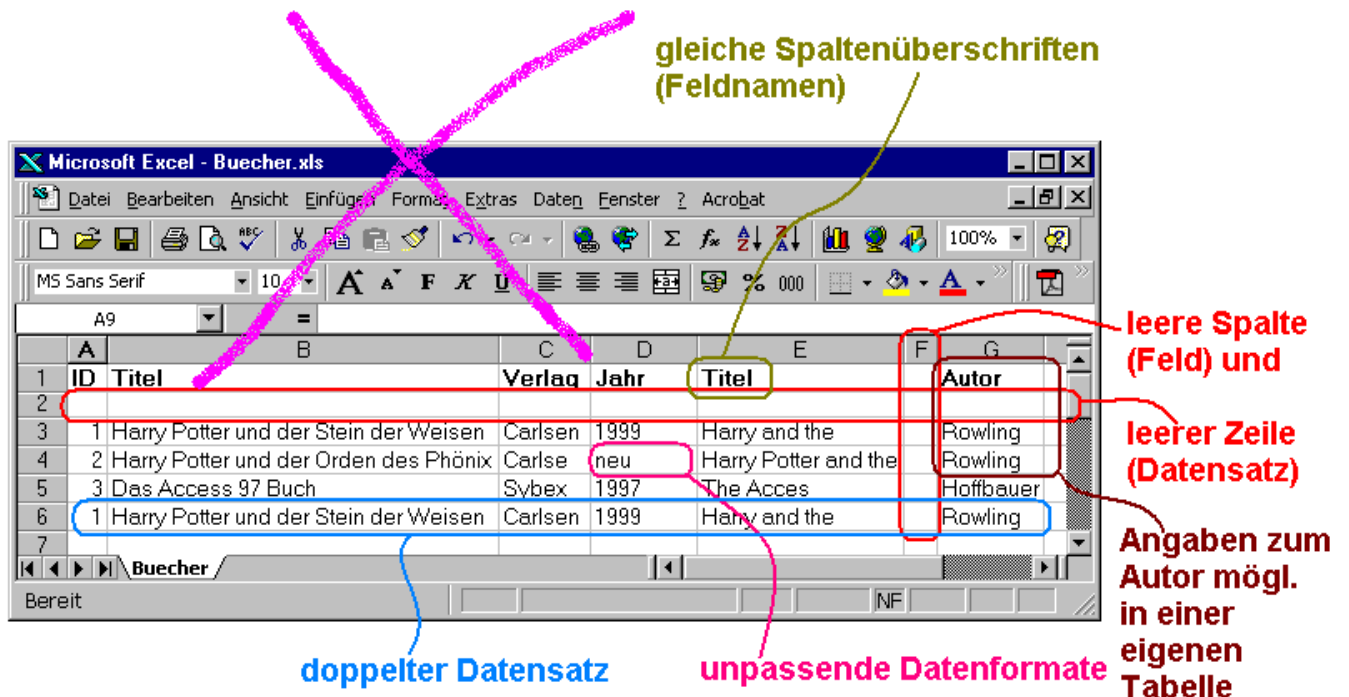 gleiche Spaltenüberschriften
(Feldnamen)
Microsoft Excel - Buecher.xls
Datei Bearbeiten Ansicht Einfügen Format Extras Daten Fenster ? Acrobat
100%
MS Sans Serif 10 A A F K U % 000 A
A9 =
A B C D E F G
1 ID Titel Verlag Jahr Titel Autor
2
3 1 Harry Potter und der Stein der Weisen Carlsen 1999 Harry and the Rowling
4 2 Harry Potter und der Orden des Phönix Carlse neu Harry Potter and the Rowling
5 3 Das Access 97 Buch Sybex 1997 The Acces Hoffbauer
6 1 Harry Potter und der Stein der Weisen Carlsen 1999 Harry and the Rowling
7
Buecher
Bereit NF
leere Spalte
(Feld) und
leerer Zeile
(Datensatz)
Angaben zum
Autor mögl.
in einer
eigenen
Tabelle
doppelter Datensatz
unpassende Datenformate